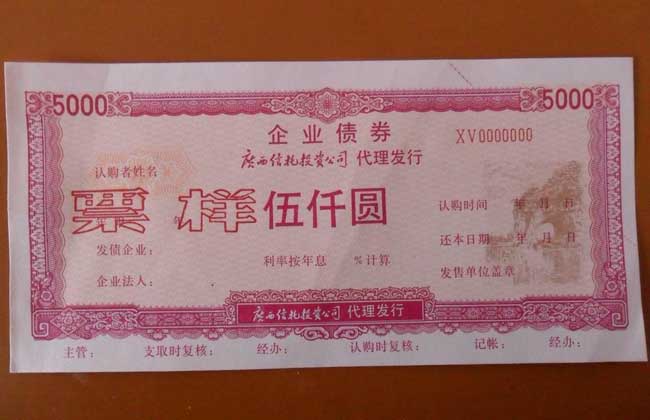 5000 5000
企业债券
XV0000000
广西信托投资公司 代理发行
认购者姓名
票 年 样 伍仟圆
认购时间 年 月 日
发债企业：
还本日期 年 月 日
利率按年息 %计算
企业法人：
发售单位盖章
广西信托投资公司 代理发行
主管： 支取时复核： 经办： 认购时复核： 记帐： 经办：